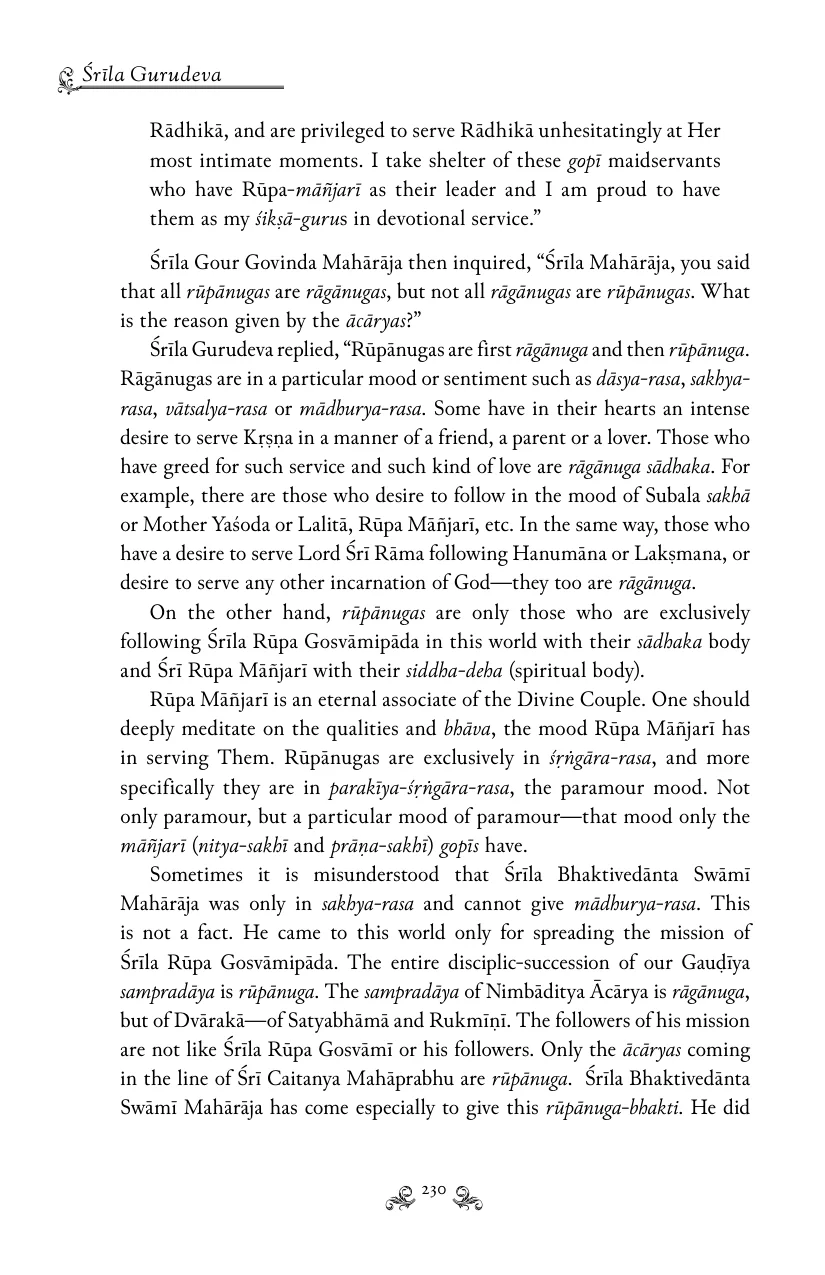 Śrīla Gurudeva
Rādhikā, and are privileged to serve Rādhikā unhesitatingly at Her
most intimate moments. I take shelter of these gopī maidservants
who have Rūpa-māñjarī as their leader and I am proud to have
them as my śikṣā-gurus in devotional service.”
Śrīla Gour Govinda Mahārāja then inquired, “Śrīla Mahārāja, you said
that all rūpānugas are rāgānugas, but not all rāgānugas are rūpānugas. What
is the reason given by the ācāryas?”
Śrīla Gurudeva replied, “Rūpānugas are first rāgānuga and then rūpānuga.
Rāgānugas are in a particular mood or sentiment such as dāsya-rasa, sakhya-
rasa, vātsalya-rasa or mādhurya-rasa. Some have in their hearts an intense
desire to serve Kṛṣṇa in a manner of a friend, a parent or a lover. Those who
have greed for such service and such kind of love are rāgānuga sādhaka. For
example, there are those who desire to follow in the mood of Subala sakhā
or Mother Yaśoda or Lalitā, Rūpa Māñjarī, etc. In the same way, those who
have a desire to serve Lord Śrī Rāma following Hanumāna or Lakṣmana, or
desire to serve any other incarnation of God—they too are rāgānuga.
On the other hand, rūpānugas are only those who are exclusively
following Śrīla Rūpa Gosvāmipāda in this world with their sādhaka body
and Śrī Rūpa Māñjarī with their siddha-deha (spiritual body).
Rūpa Māñjarī is an eternal associate of the Divine Couple. One should
deeply meditate on the qualities and bhāva, the mood Rūpa Māñjarī has
in serving Them. Rūpānugas are exclusively in śṛṅgāra-rasa, and more
specifically they are in parakīya-śṛṅgāra-rasa, the paramour mood. Not
only paramour, but a particular mood of paramour—that mood only the
māñjarī (nitya-sakhī and prāṇa-sakhī) gopīs have.
Sometimes it is misunderstood that Śrīla Bhaktivedānta Swāmī
Mahārāja was only in sakhya-rasa and cannot give mādhurya-rasa. This
is not a fact. He came to this world only for spreading the mission of
Śrīla Rūpa Gosvāmipāda. The entire disciplic-succession of our Gauḍīya
sampradāya is rūpānuga. The sampradāya of Nimbāditya Ācārya is rāgānuga,
but of Dvārakā—of Satyabhāmā and Rukmīṇī. The followers of his mission
are not like Śrīla Rūpa Gosvāmī or his followers. Only the ācāryas coming
in the line of Śrī Caitanya Mahāprabhu are rūpānuga.  Śrīla Bhaktivedānta
Swāmī Mahārāja has come especially to give this rūpānuga-bhakti. He did
230